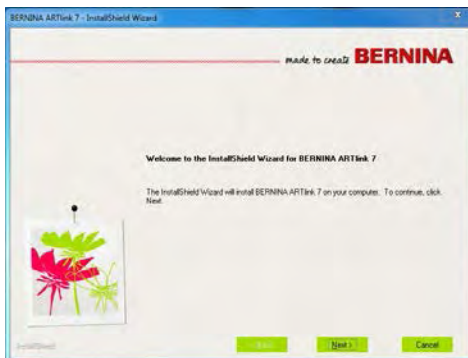 BERNINA ARTlink 7 - InstallShield Wizard
made to create BERNINA
Welcome to the InstallShield Wizard for BERNINA ARTlink 7
The InstallShield Wizard will install BERNINA ARTlink 7 on your computer. To continue, click
Next.
InstallShield
Next > Cancel